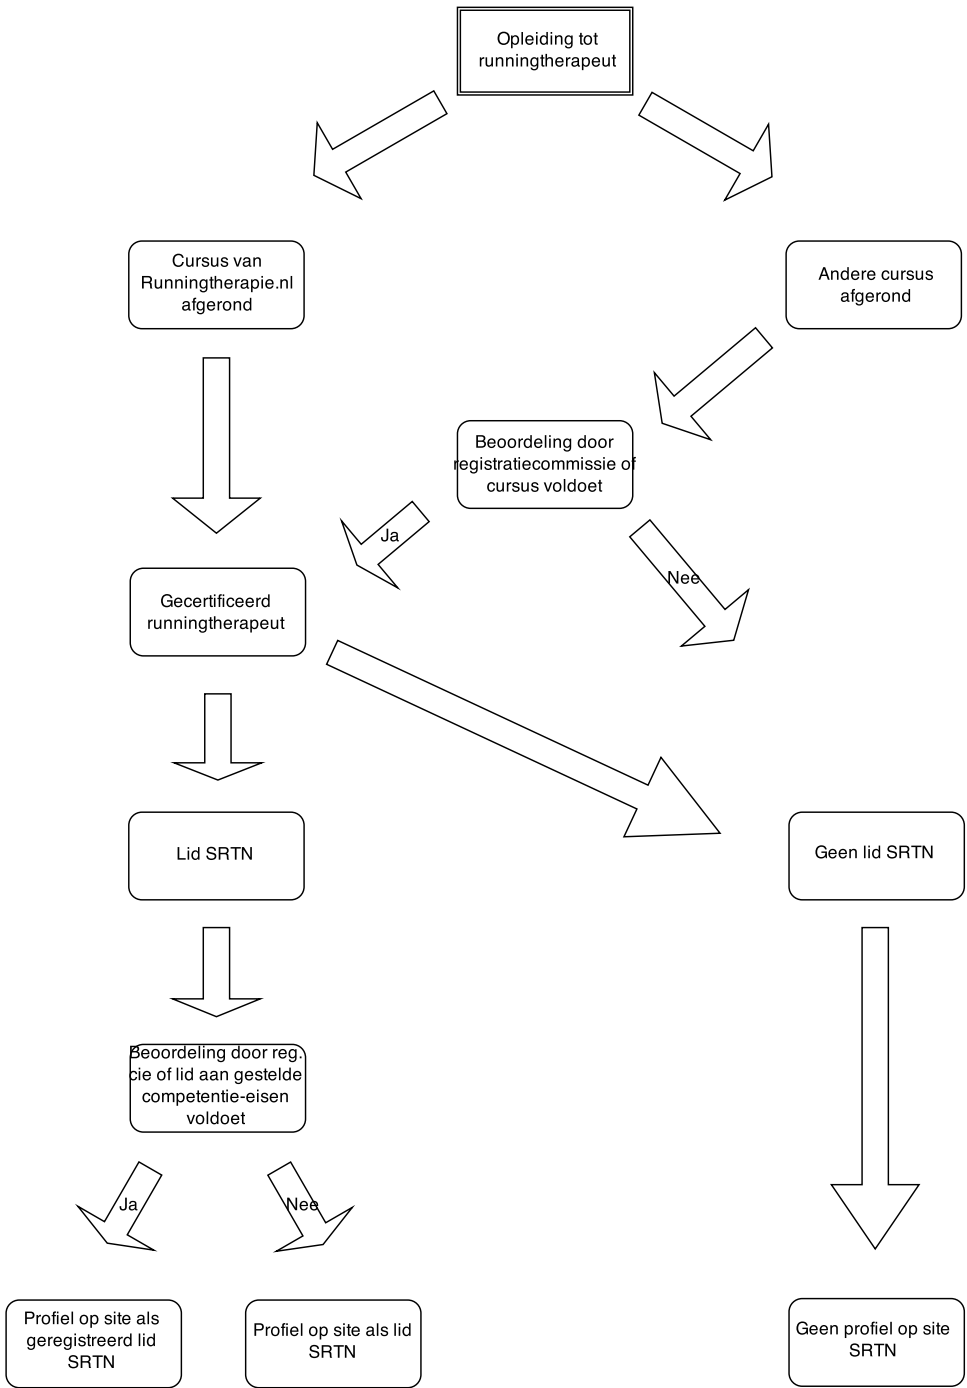 Opleiding tot
runningtherapeut
Cursus van
Runningtherapie.nl
afgerond
Andere cursus
afgerond
Beoordeling door
registratiecommissie of
cursus voldoet
Ja
Nee
Gecertificeerd
runningtherapeut
Lid SRTN
Geen lid SRTN
Beoordeling door reg.
cie of lid aan gestelde
competentie-eisen
voldoet
Ja
Nee
Profiel op site als
geregistreerd lid
SRTN
Profiel op site als lid
SRTN
Geen profiel op site
SRTN